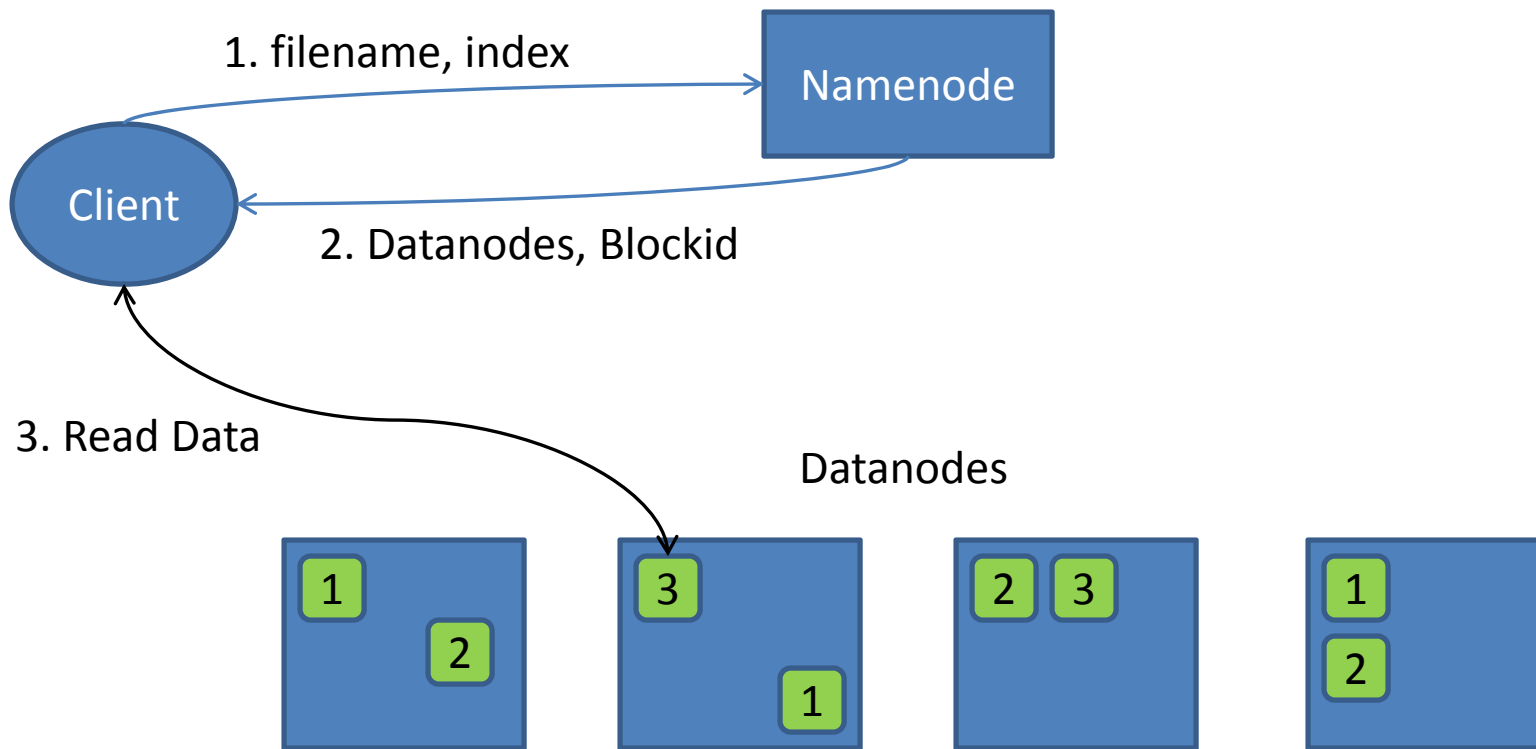 1. filename, index
Namenode
Client
2. Datanodes, Blockid
3. Read Data
Datanodes
1
2
3
1
2 3
1
2